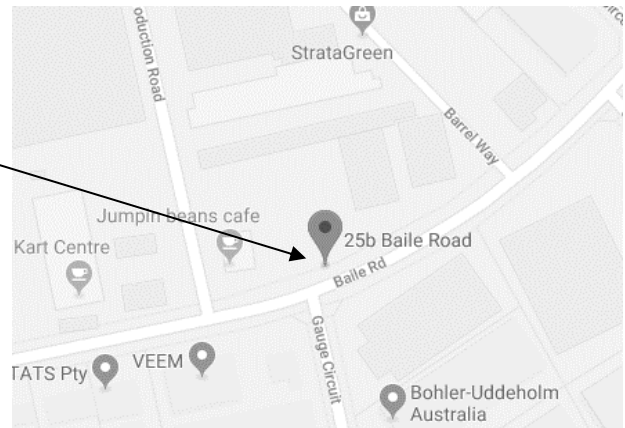 oduction Road
StrataGreen
Barrel Way
Jumpin beans cafe
Kart Centre
25b Baile Road
Baile Rd
Gauge Circuit
TATS Pty
VEEM
Bohler-Uddeholm
Australia